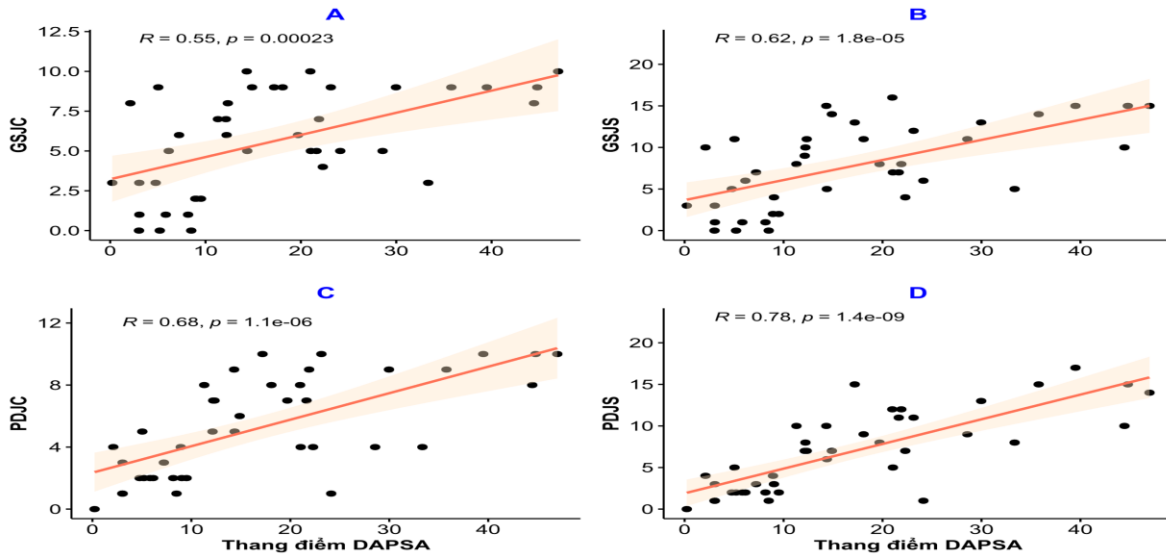 A
12.5
10.0
7.5
5.0
2.5
0.0
GSJC
R = 0.55, p = 0.00023
0 10 20 30 40
B
20
15
10
5
0
GSJS
R = 0.62, p = 1.8e-05
0 10 20 30 40
C
12
8
4
0
PDJC
R = 0.68, p = 1.1e-06
0 10 20 30 40
Thang điểm DAPSA
D
20
15
10
5
0
PDJS
R = 0.78, p = 1.4e-09
0 10 20 30 40
Thang điểm DAPSA